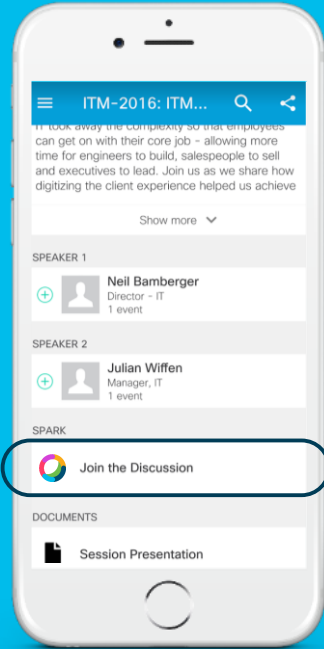 ITM-2016: ITM...
IT took away the complexity so that employees
can get on with their core job - allowing more
time for engineers to build, salespeople to sell
and executives to lead. Join us as we share how
digitizing the client experience helped us achieve
Show more
SPEAKER 1
Neil Bamberger
Director - IT
1 event
SPEAKER 2
Julian Wiffen
Manager, IT
1 event
SPARK
Join the Discussion
DOCUMENTS
Session Presentation